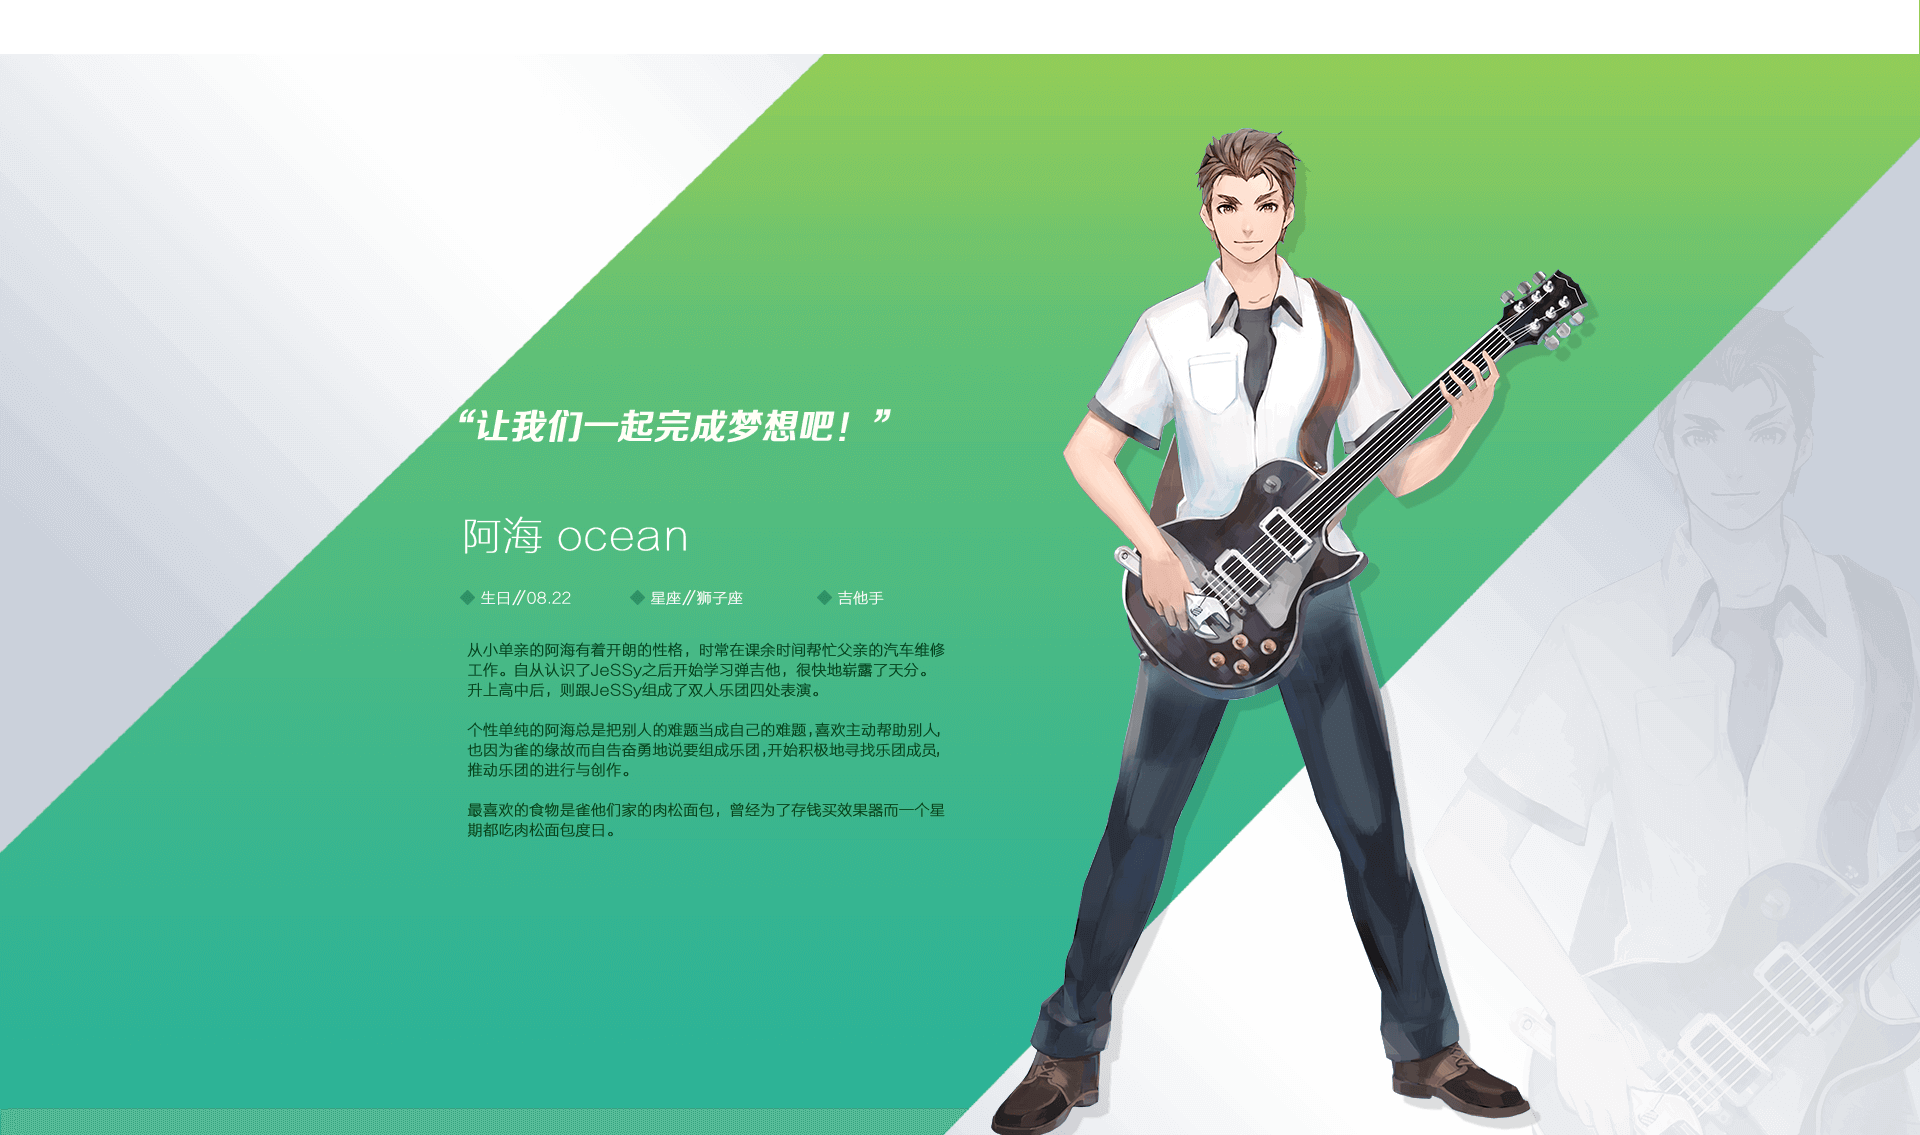 “让我们一起完成梦想吧！”
阿海 ocean
◆ 生日//08.22 ◆ 星座//狮子座 ◆ 吉他手
从小单亲的阿海有着开朗的性格，时常在课余时间帮忙父亲的汽车维修
工作。自从认识了JeSSy之后开始学习弹吉他，很快地崭露了天分。
升上高中后，则跟JeSSy组成了双人乐团四处表演。
个性单纯的阿海总是把别人的难题当成自己的难题,喜欢主动帮助别人,
也因为雀的缘故而自告奋勇地说要组成乐团,开始积极地寻找乐团成员,
推动乐团的进行与创作。
最喜欢的食物是雀他们家的肉松面包，曾经为了存钱买效果器而一个星
期都吃肉松面包度日。